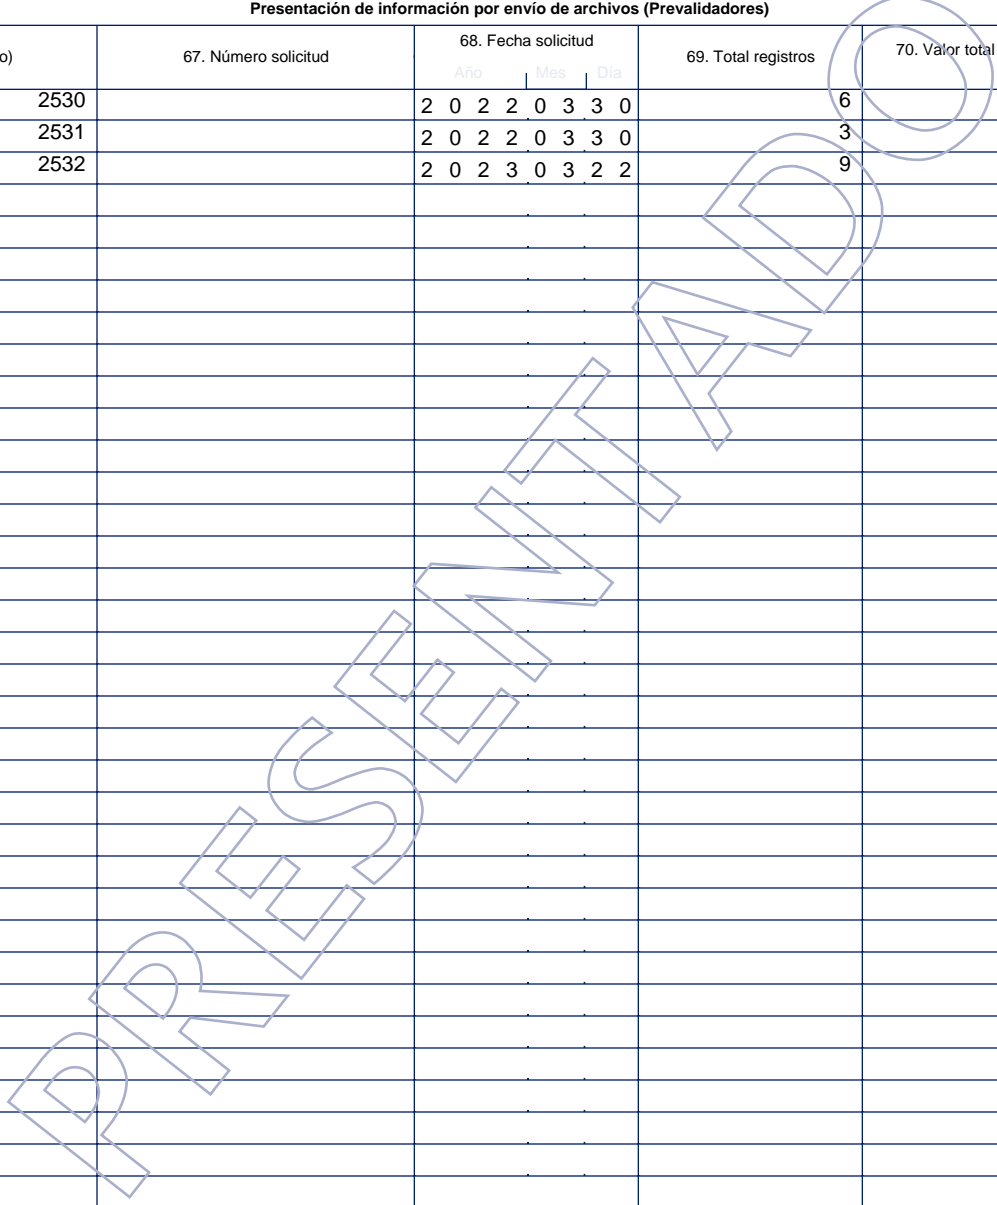 Presentación de información por envío de archivos (Prevalidadores)
o) 67. Número solicitud 68. Fecha solicitud 69. Total registros 70. Valor total
Año Mes Día
2530 2 0 2 2 0 3 3 0 6
2531 2 0 2 2 0 3 3 0 3
2532 2 0 2 3 0 3 2 2 9
PRESENTADO